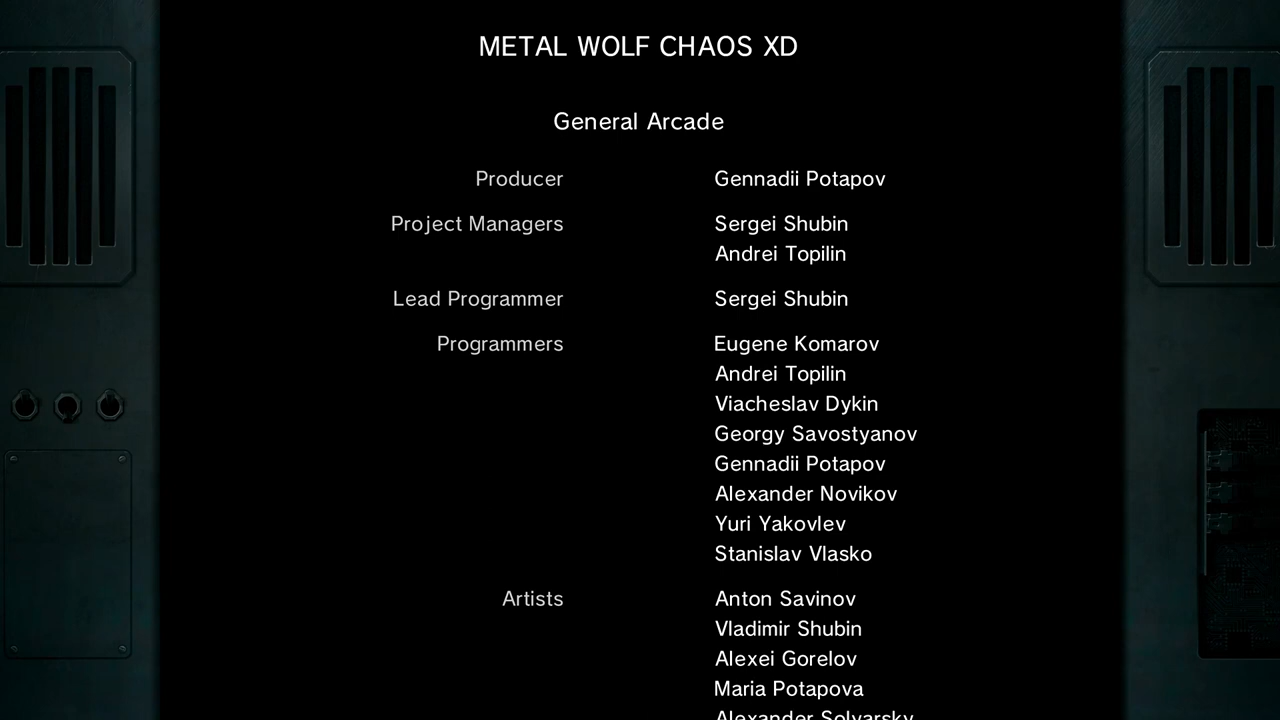 METAL WOLF CHAOS XD
General Arcade
Producer Gennadii Potapov
Project Managers Sergei Shubin
Andrei Topilin
Lead Programmer Sergei Shubin
Programmers Eugene Komarov
Andrei Topilin
Viacheslav Dykin
Georgy Savostyanov
Gennadii Potapov
Alexander Novikov
Yuri Yakovlev
Stanislav Vlasko
Artists Anton Savinov
Vladimir Shubin
Alexei Gorelov
Maria Potapova
Alexander